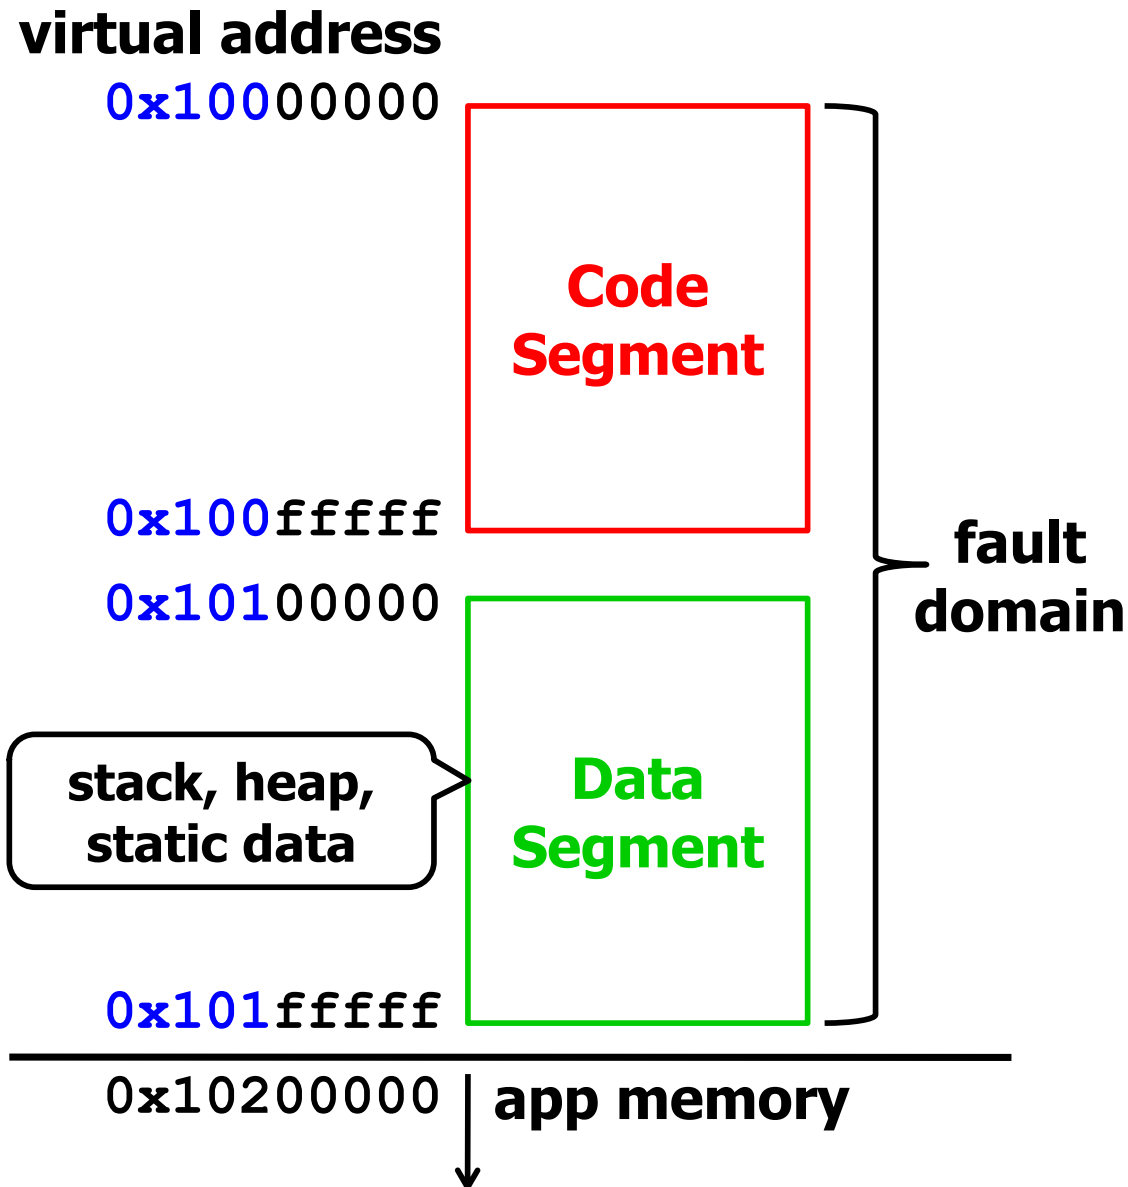 virtual address
0x10000000
Code
Segment
0x100fffff
fault
domain
0x10100000
stack, heap,
static data
Data
Segment
0x101fffff
0x10200000
app memory